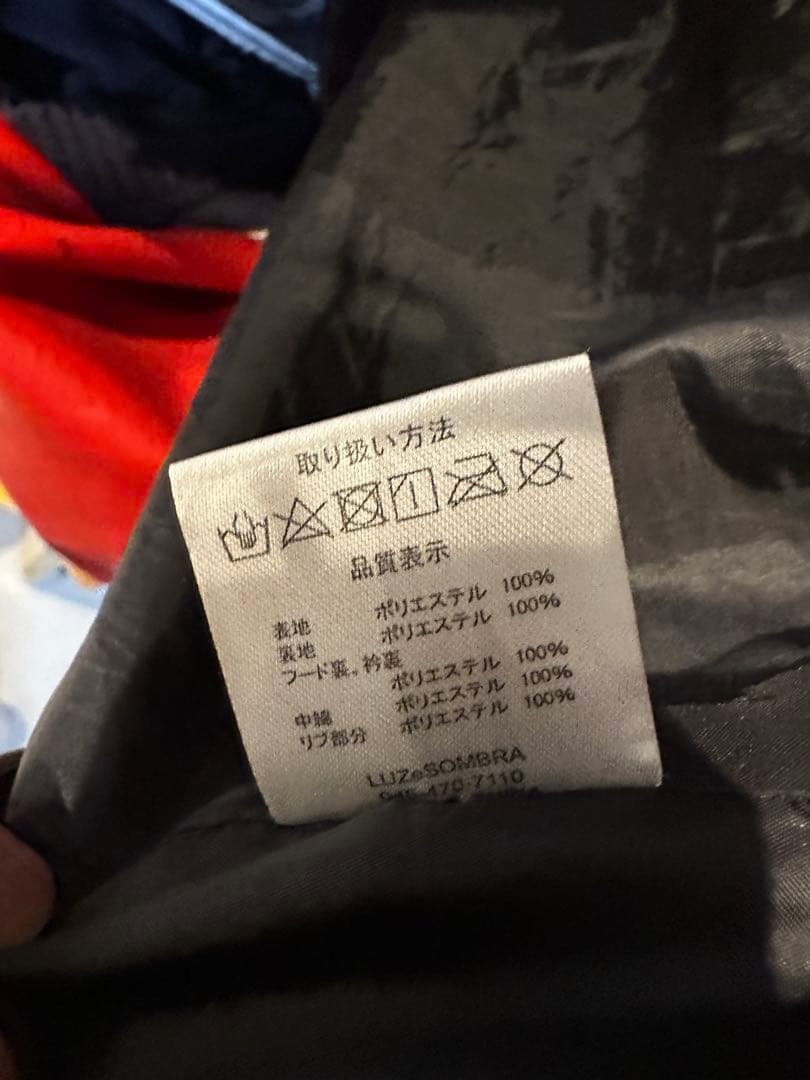 取り扱い方法
品質表示
表地 ポリエステル 100%
裏地 ポリエステル 100%
フード裏、衿裏
ポリエステル 100%
中綿 ポリエステル 100%
リブ部分 ポリエステル 100%
LUZeSOMBRA
470-7110